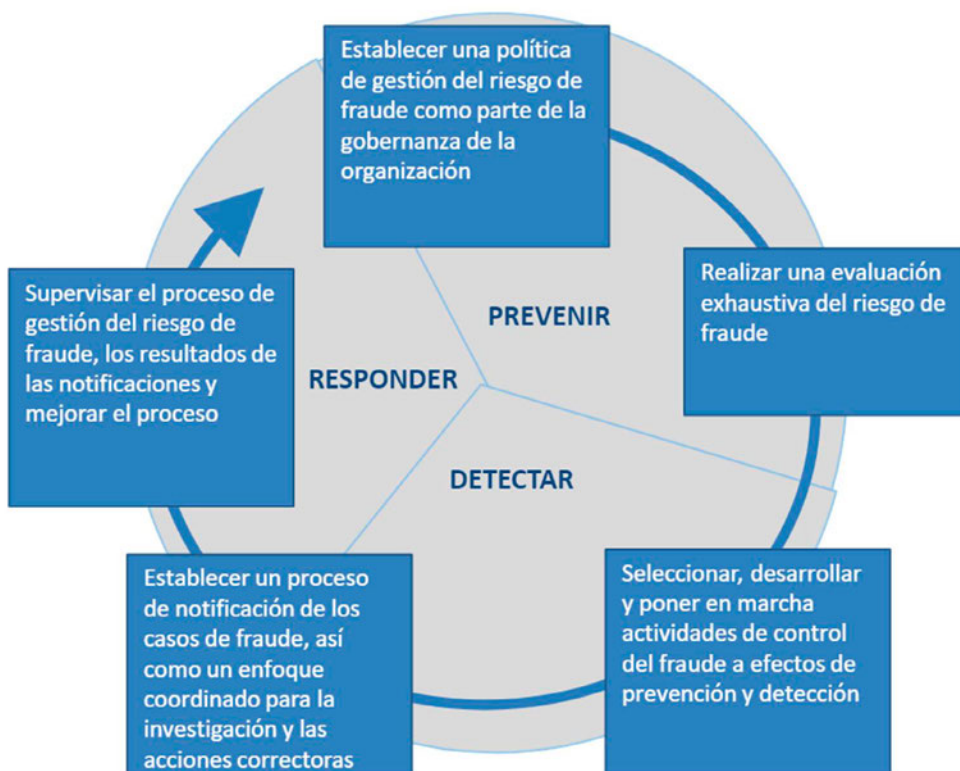 Establecer una política
de gestión del riesgo de
fraude como parte de la
gobernanza de la
organización
Realizar una evaluación
exhaustiva del riesgo de
fraude
PREVENIR
Supervisar el proceso de
gestión del riesgo de
fraude, los resultados de
las notificaciones y
mejorar el proceso
RESPONDER
DETECTAR
Seleccionar, desarrollar
y poner en marcha
actividades de control
del fraude a efectos de
prevención y detección
Establecer un proceso
de notificación de los
casos de fraude, así
como un enfoque
coordinado para la
investigación y las
acciones correctoras